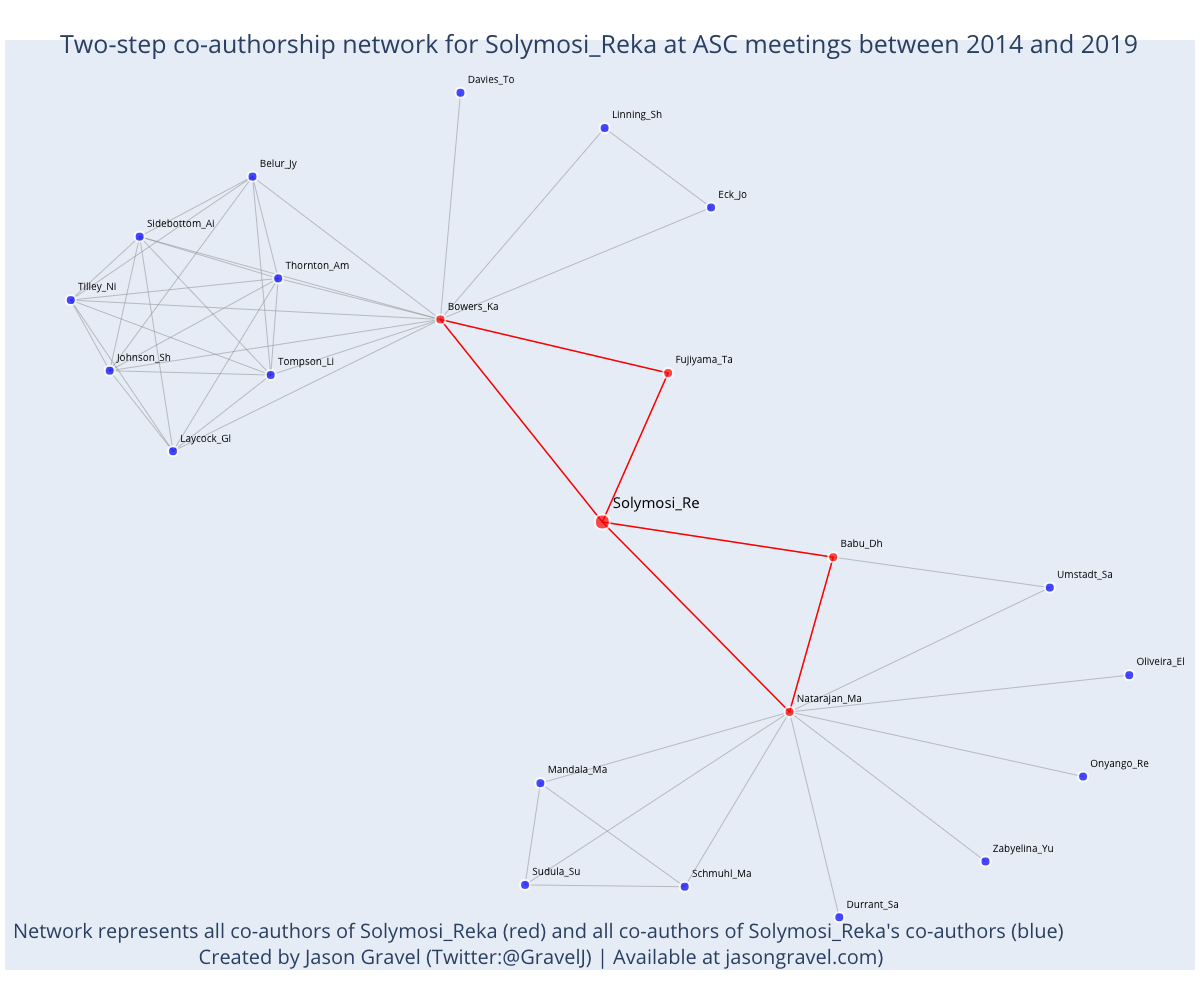 Two-step co-authorship network for Solymosi_Reka at ASC meetings between 2014 and 2019
Davies_To
Linning_Sh
Belur_Jy
Eck_Jo
Sidebottom_Ai
Thornton_Am
Tilley_Ni
Bowers_Ka
Johnson_Sh
Tompson_Li
Fujiyama_Ta
Laycock_Gl
Solymosi_Re
Babu_Dh
Umstadt_Sa
Oliveira_El
Natarajan_Ma
Onyango_Re
Mandala_Ma
Zabyelina_Yu
Sudula_Su
Schmuhl_Ma
Durrant_Sa
Network represents all co-authors of Solymosi_Reka (red) and all co-authors of Solymosi_Reka's co-authors (blue)
Created by Jason Gravel (Twitter:@GravelJ) | Available at jasongravel.com)